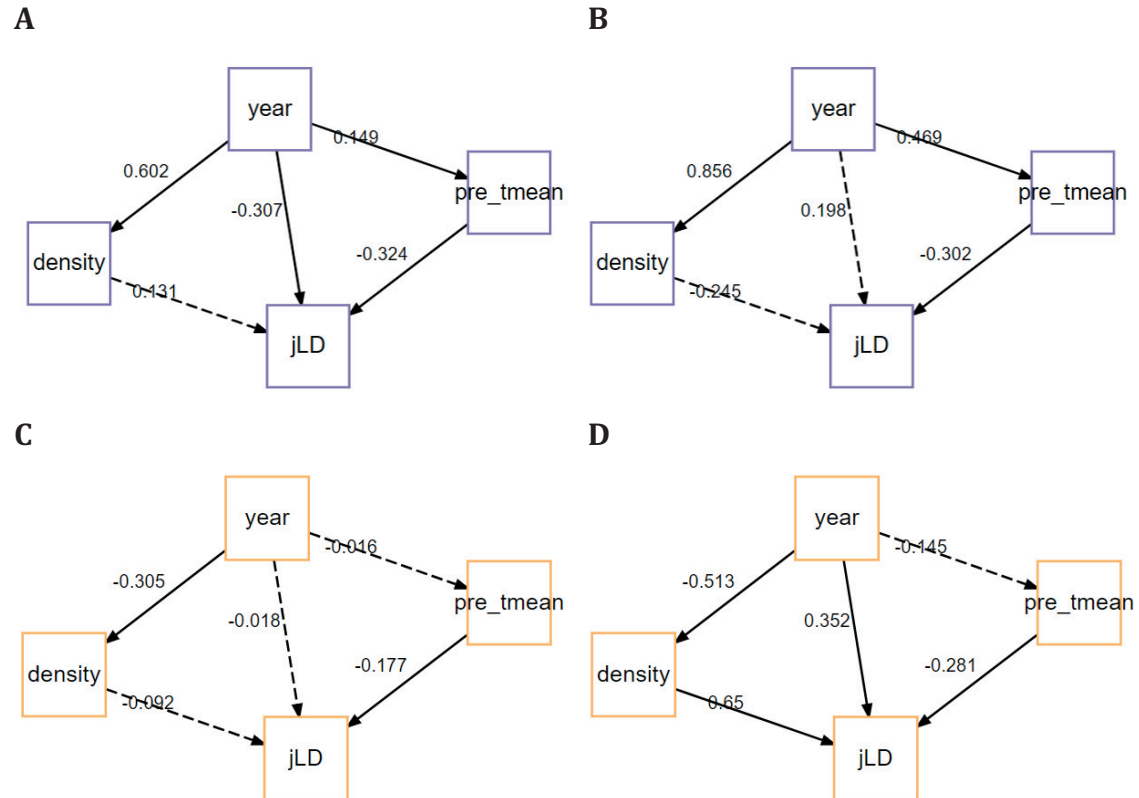 A
year
0.149
0.602
pre_tmean
-0.307
-0.324
density
0.131
jLD
B
year
0.469
0.856
pre_tmean
0.198
-0.302
density
-0.245
jLD
C
year
-0.016
-0.305
pre_tmean
-0.018
-0.177
density
-0.092
jLD
D
year
-0.145
-0.513
pre_tmean
0.352
-0.281
density
0.65
jLD